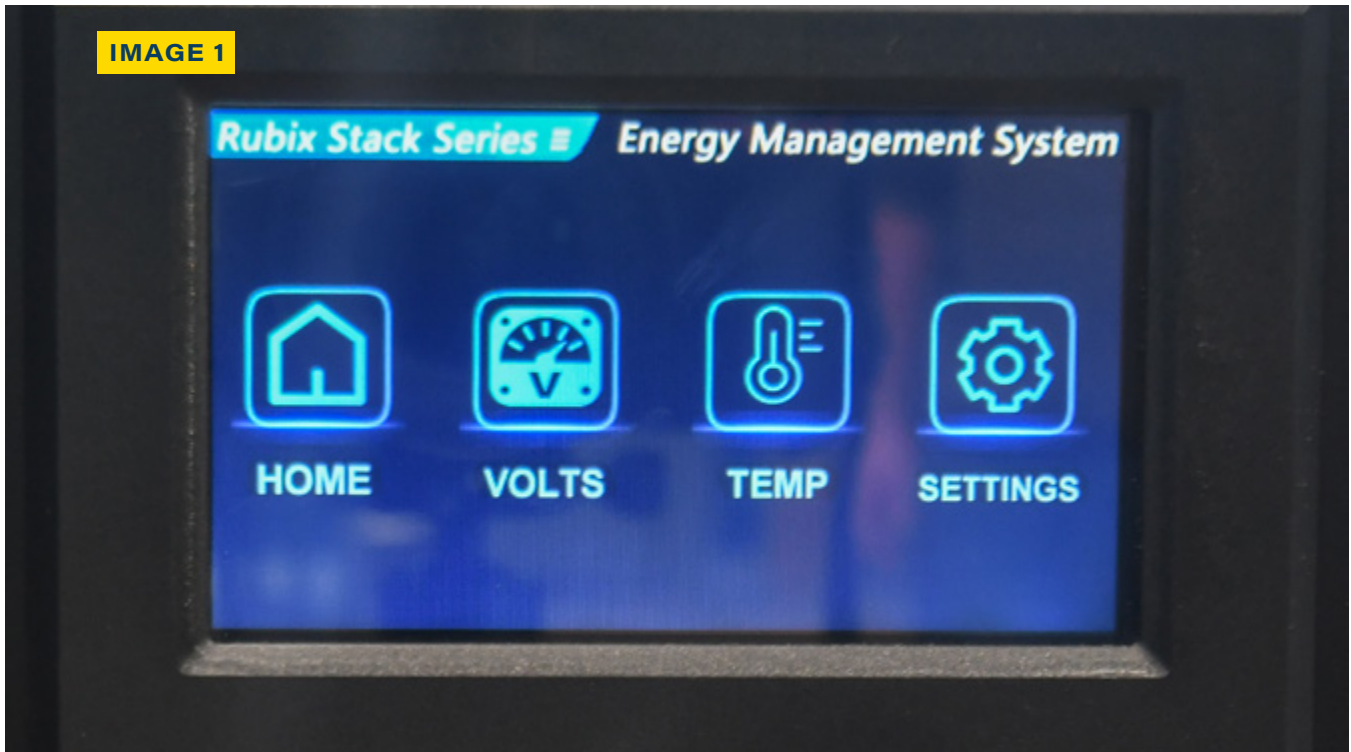 IMAGE 1
Rubix Stack Series Energy Management System
V
HOME VOLTS TEMP SETTINGS